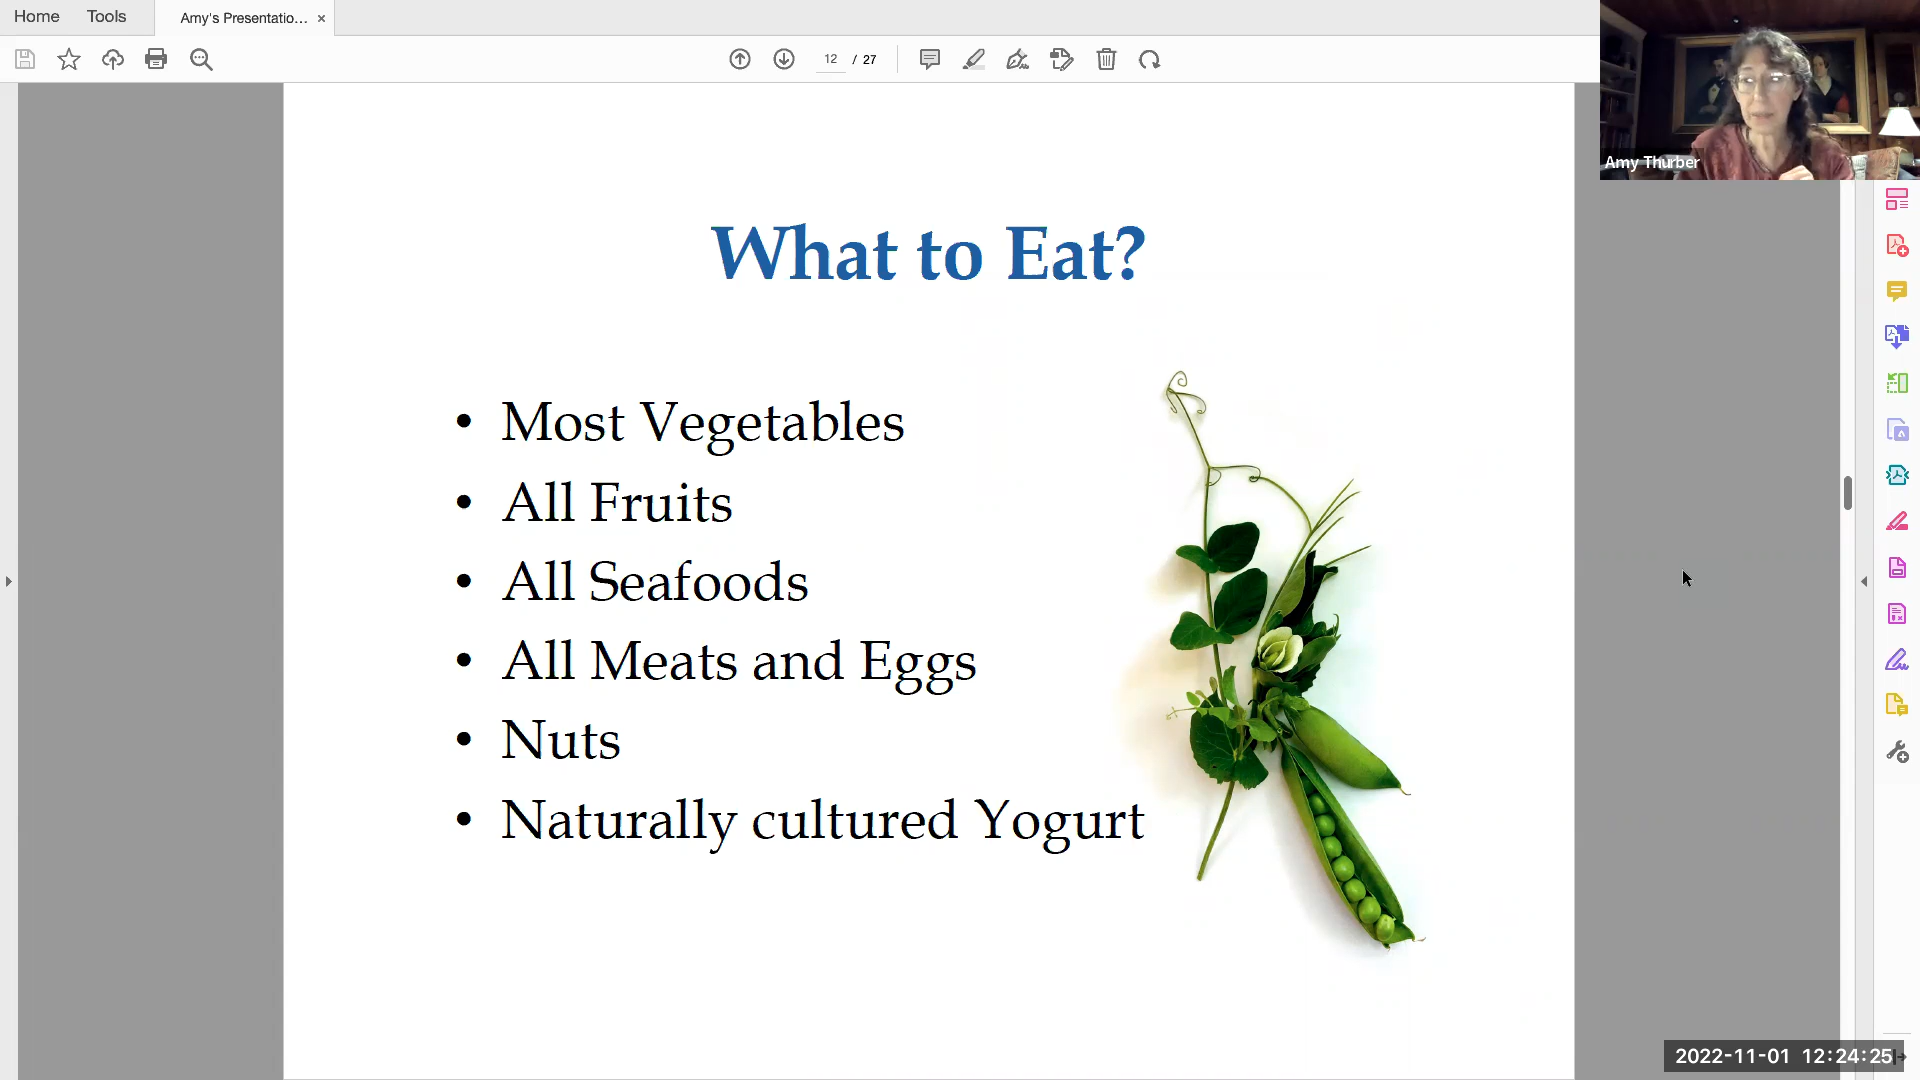 Home Tools Amy's Presentatio... ×
12 / 27
Amy Thurber
What to Eat?
• Most Vegetables
• All Fruits
• All Seafoods
• All Meats and Eggs
• Nuts
• Naturally cultured Yogurt
2022-11-01 12:24:25